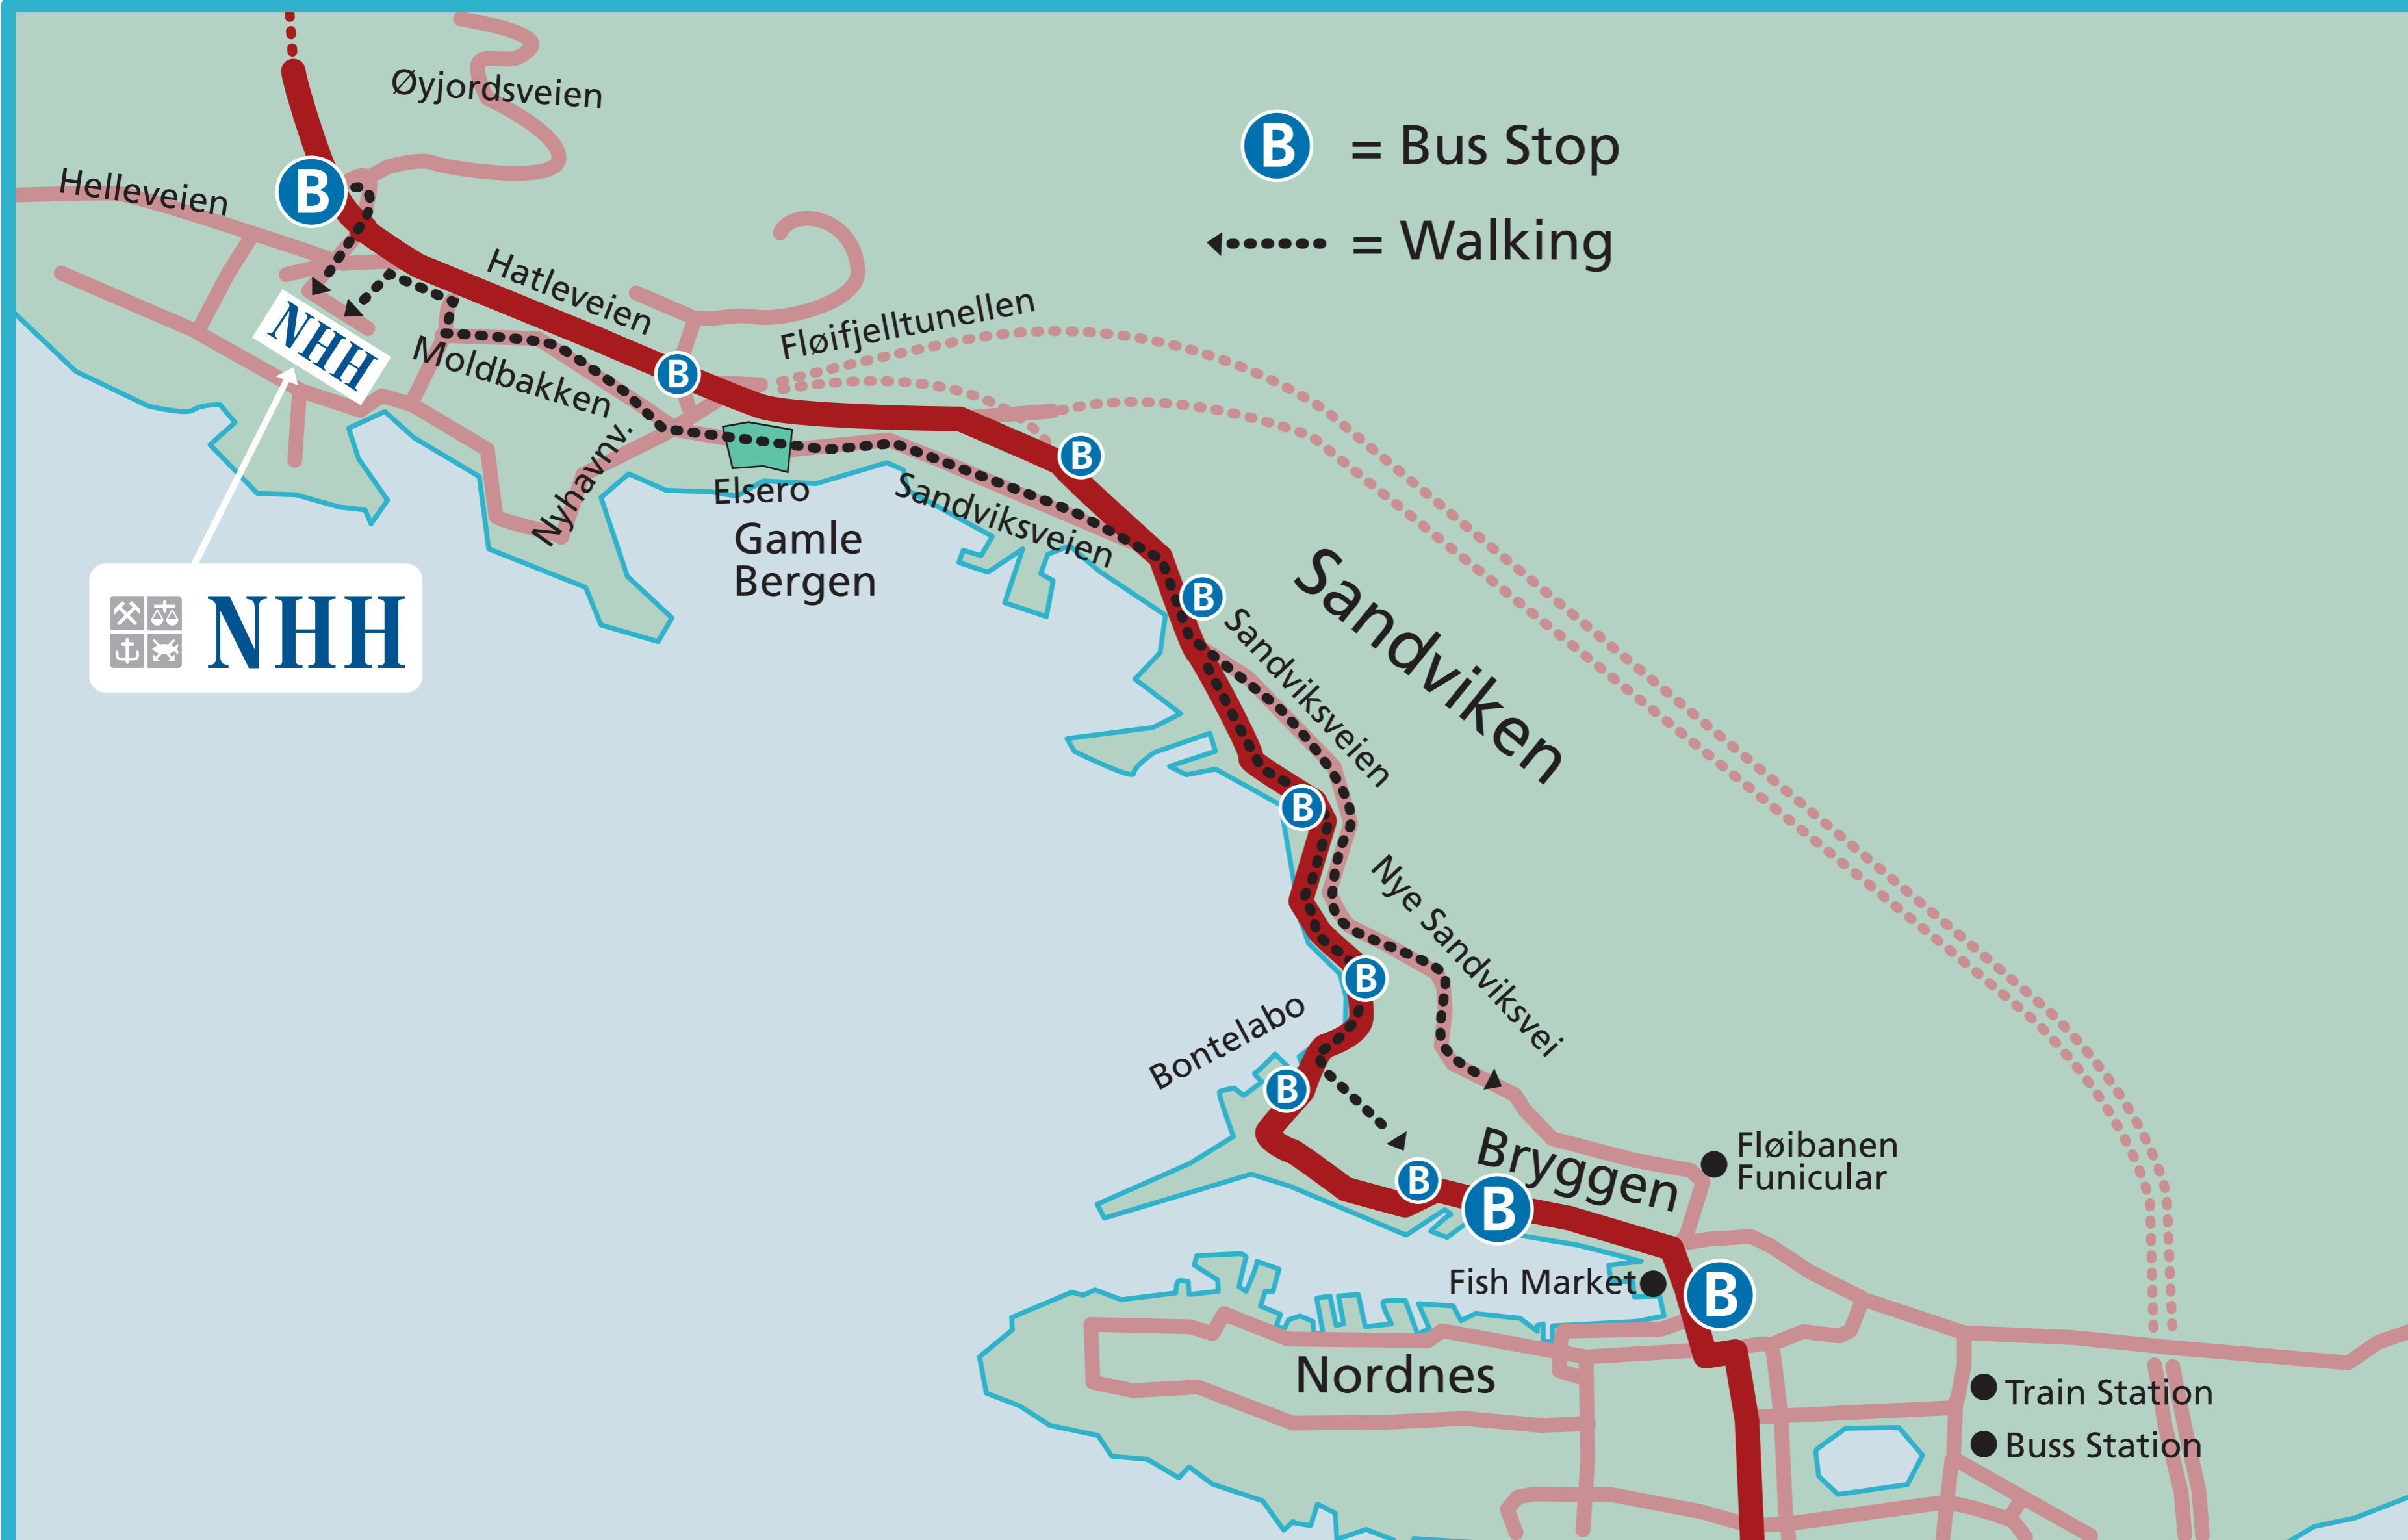 Øyjordsveien
B = Bus Stop
Helleveien
B
= Walking
Hatleveien
Fløifjelltunellen
NHH
Moldbakken
B
Nyhavnv.
B
Elsero
Sandviksveien
Gamle
Bergen
NHH
B
Sandviken
Sandviksveien
B
Nye Sandviksvei
B
Bontelabo
B
Bryggen
Fløibanen
Funicular
B
B
Fish Market
B
Nordnes
Train Station
Buss Station